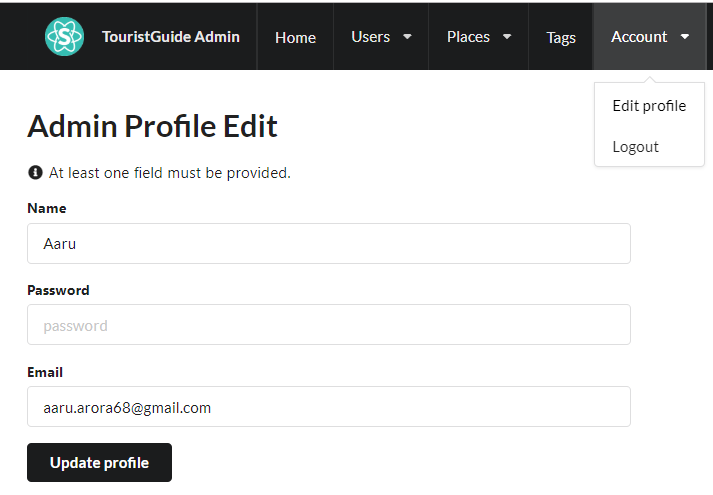 S TouristGuide Admin Home Users Places Tags Account
Edit profile
Logout
Admin Profile Edit
At least one field must be provided.
Name
Aaru
Password
password
Email
aaru.arora68@gmail.com
Update profile